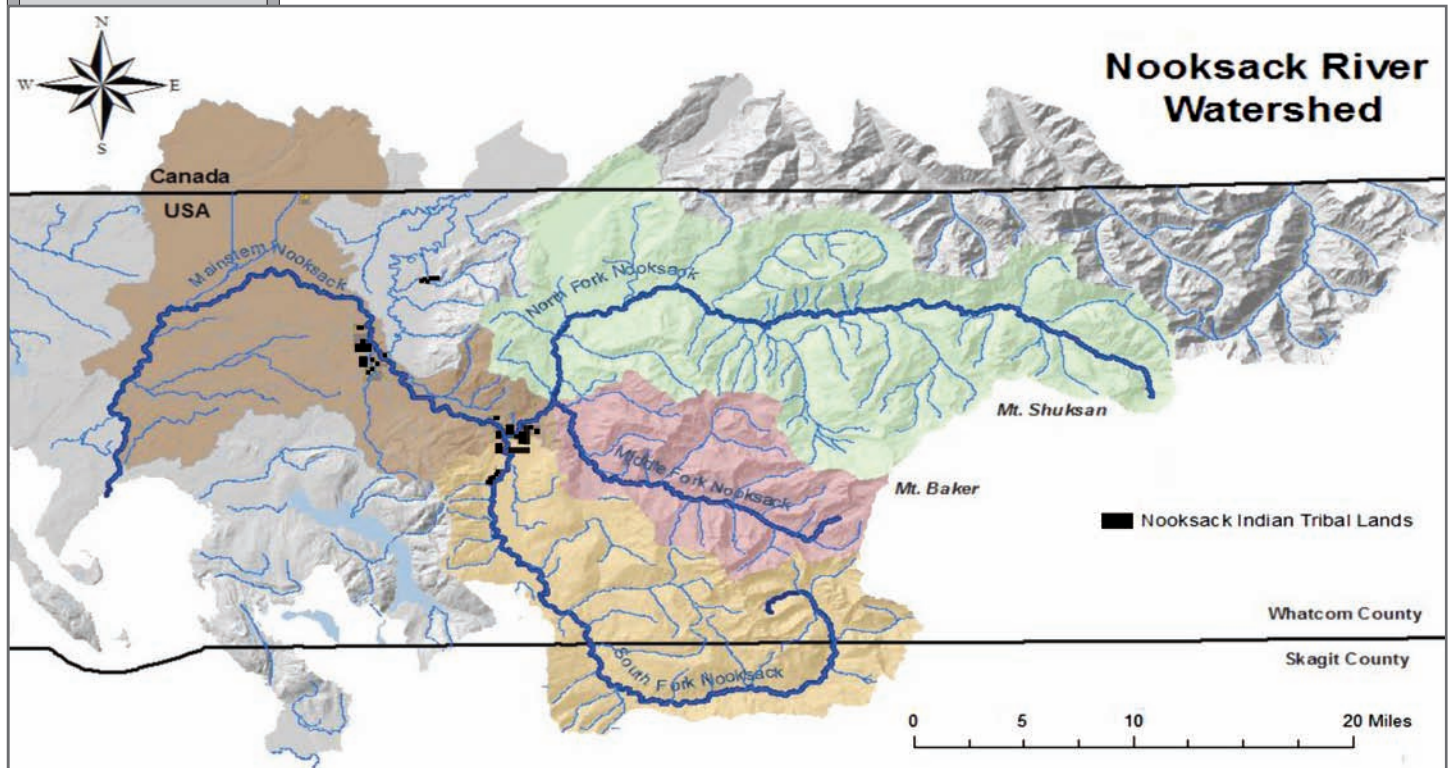 N
W E
S
Nooksack River
Watershed
Canada
USA
Mainstem Nooksack
North Fork Nooksack
Mt. Shuksan
Middle Fork Nooksack
Mt. Baker
Nooksack Indian Tribal Lands
Whatcom County
Skagit County
South Fork Nooksack
0 5 10 20 Miles